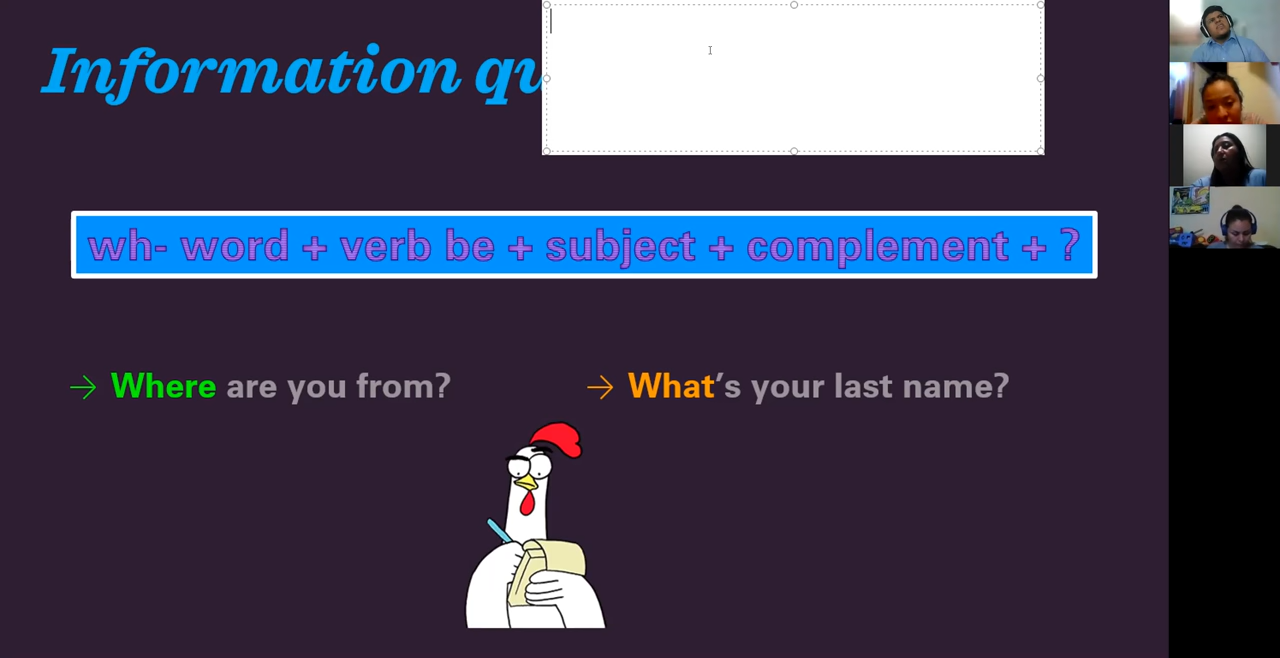 Information qu
wh- word + verb be + subject + complement + ?
→ Where are you from?
→ What's your last name?